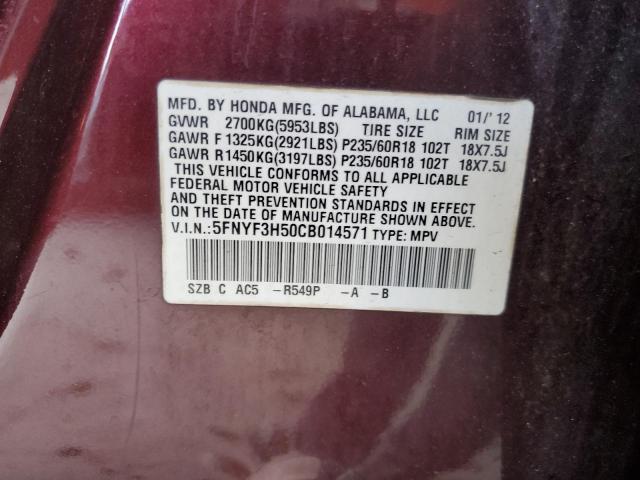 MFD. BY HONDA MFG. OF ALABAMA, LLC 01/'12
GVWR 2700KG(5953LBS) TIRE SIZE RIM SIZE
GAWR F 1325KG(2921LBS) P235/60R18 102T 18X7.5J
GAWR R1450KG(3197LBS) P235/60R18 102T 18X7.5J
THIS VEHICLE CONFORMS TO ALL APPLICABLE
FEDERAL MOTOR VEHICLE SAFETY
AND THEFT PREVENTION STANDARDS IN EFFECT
ON THE DATE OF MANUFACTURE SHOWN ABOVE.
V.I.N.:5FNYF3H50CB014571 TYPE: MPV
SZB C AC5 -R549P -A -B